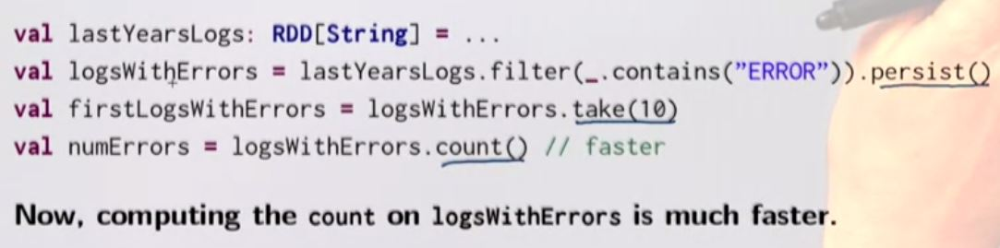 val lastYearsLogs: RDD[String] = ...
val logsWithErrors = lastYearsLogs.filter(_.contains("ERROR")).persist()
val firstLogsWithErrors = logsWithErrors.take(10)
val numErrors = logsWithErrors.count() // faster
Now, computing the count on logsWithErrors is much faster.